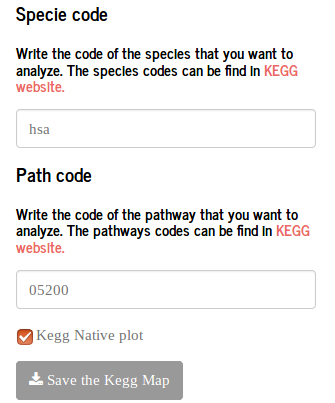 Specie code
Write the code of the species that you want to
analyze. The species codes can be find in KEGG
website.
hsa
Path code
Write the code of the pathway that you want to
analyze. The pathways codes can be find in KEGG
website.
05200
Kegg Native plot
Save the Kegg Map